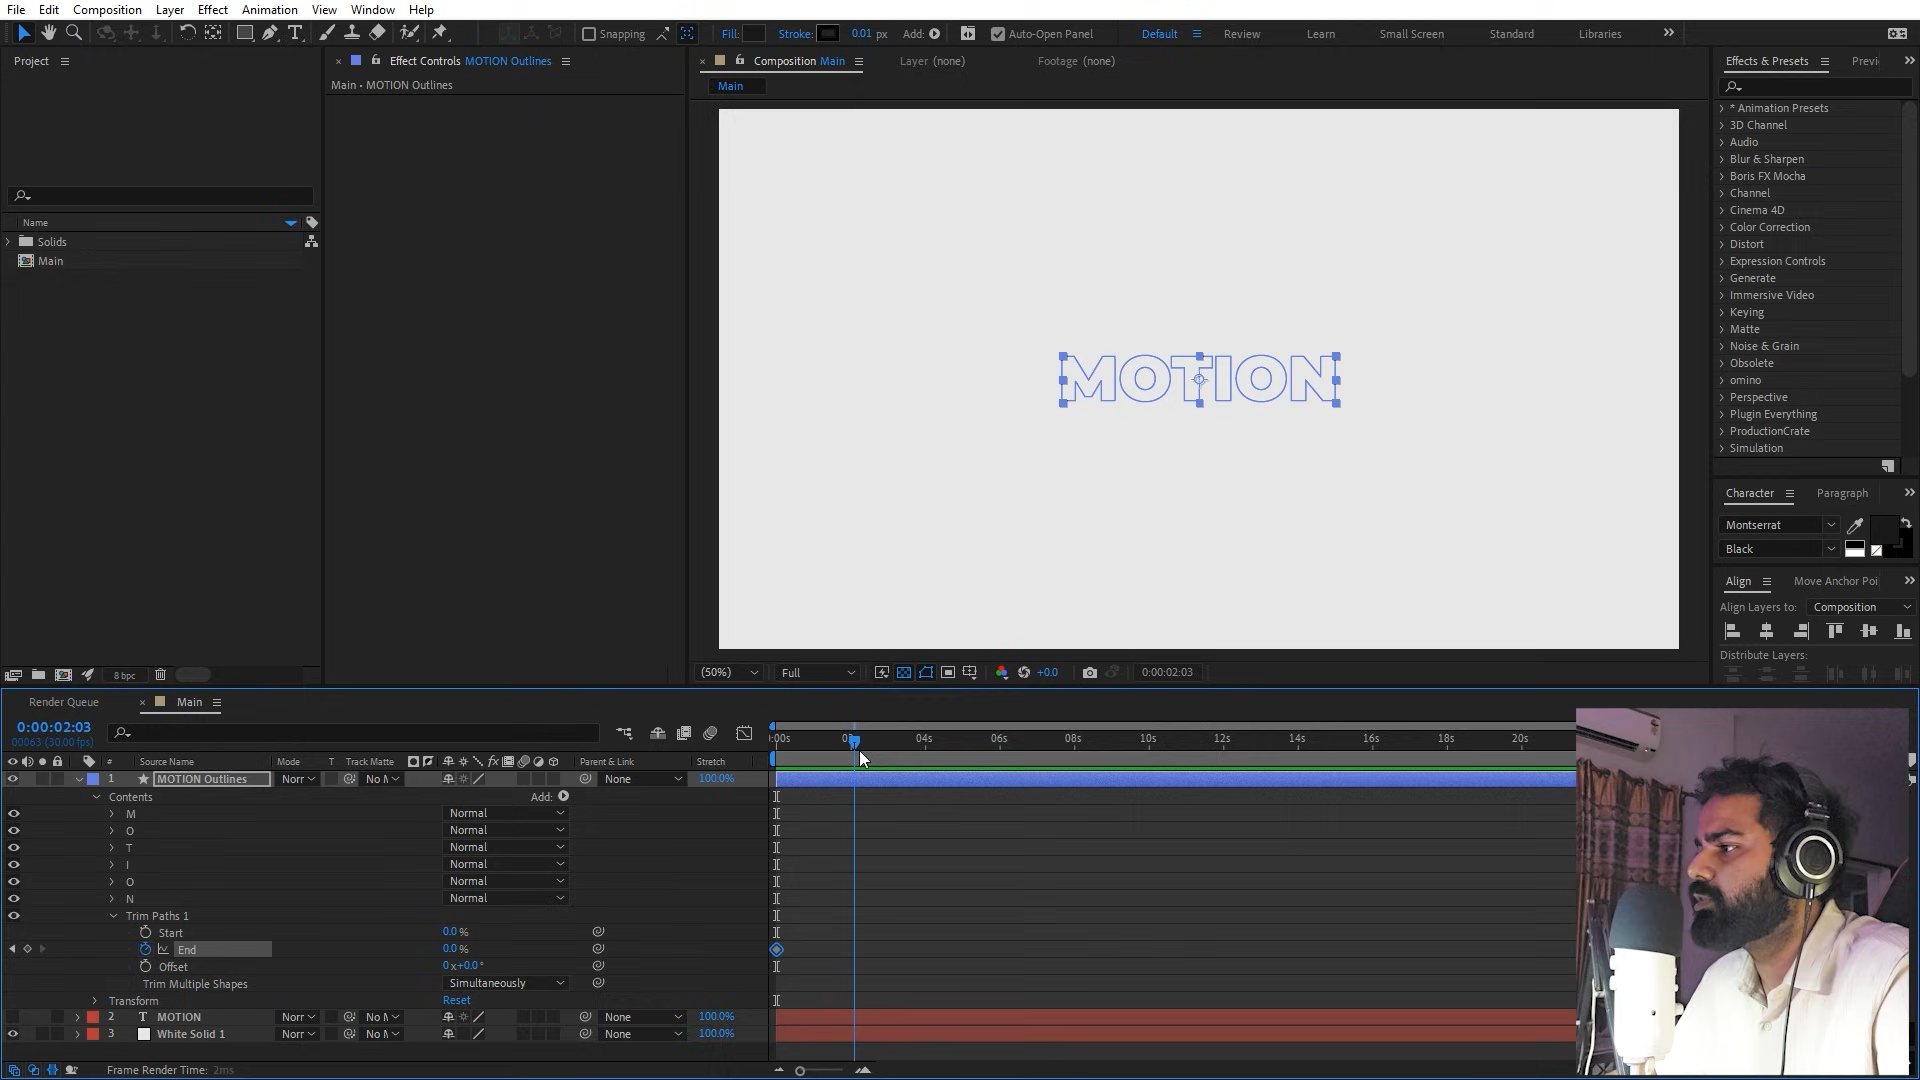 File Edit Composition Layer Effect Animation View Window Help
Snapping Fill: Stroke: 0.01 px Add: Auto-Open Panel Default Review Learn Small Screen Standard Libraries
Project Effect Controls MOTION Outlines Composition Main Layer (none) Footage (none) Effects & Presets Previ
Main • MOTION Outlines Main
* Animation Presets
3D Channel
Audio
Blur & Sharpen
Boris FX Mocha
Channel
Cinema 4D
Color Correction
Distort
Expression Controls
Generate
Immersive Video
Keying
Matte
Noise & Grain
Obsolete
omino
Perspective
Plugin Everything
ProductionCrate
Simulation
Name
Solids
Main
MOTION
Character Paragraph
Montserrat
Black
Align Move Anchor Poi
Align Layers to: Composition
Distribute Layers:
8 bpc (50%) Full +0.0 0:00:02:03
Render Queue Main
0:00:02:03
00063 (30.00 fps)
:00s 04s 06s 08s 10s 12s 14s 16s 18s 20s
# Source Name Mode T Track Matte fx Parent & Link Stretch
1 MOTION Outlines Norr No M None 100.0%
Contents Add:
M Normal
O Normal
T Normal
I Normal
O Normal
N Normal
Trim Paths 1
Start 0.0 %
End 0.0 %
Offset 0 x+0.0 °
Trim Multiple Shapes Simultaneously
Transform Reset
2 T MOTION Norr No M None 100.0%
3 White Solid 1 Norr No M None 100.0%
Frame Render Time: 2ms